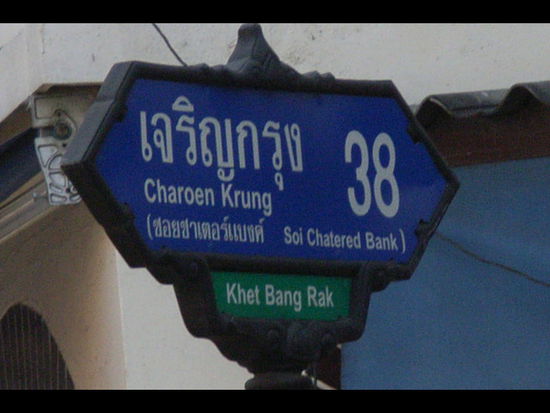 เจริญกรุง 38
Charoen Krung
(ซอยชาเตอร์แบงค์ Soi Chatered Bank)
Khet Bang Rak